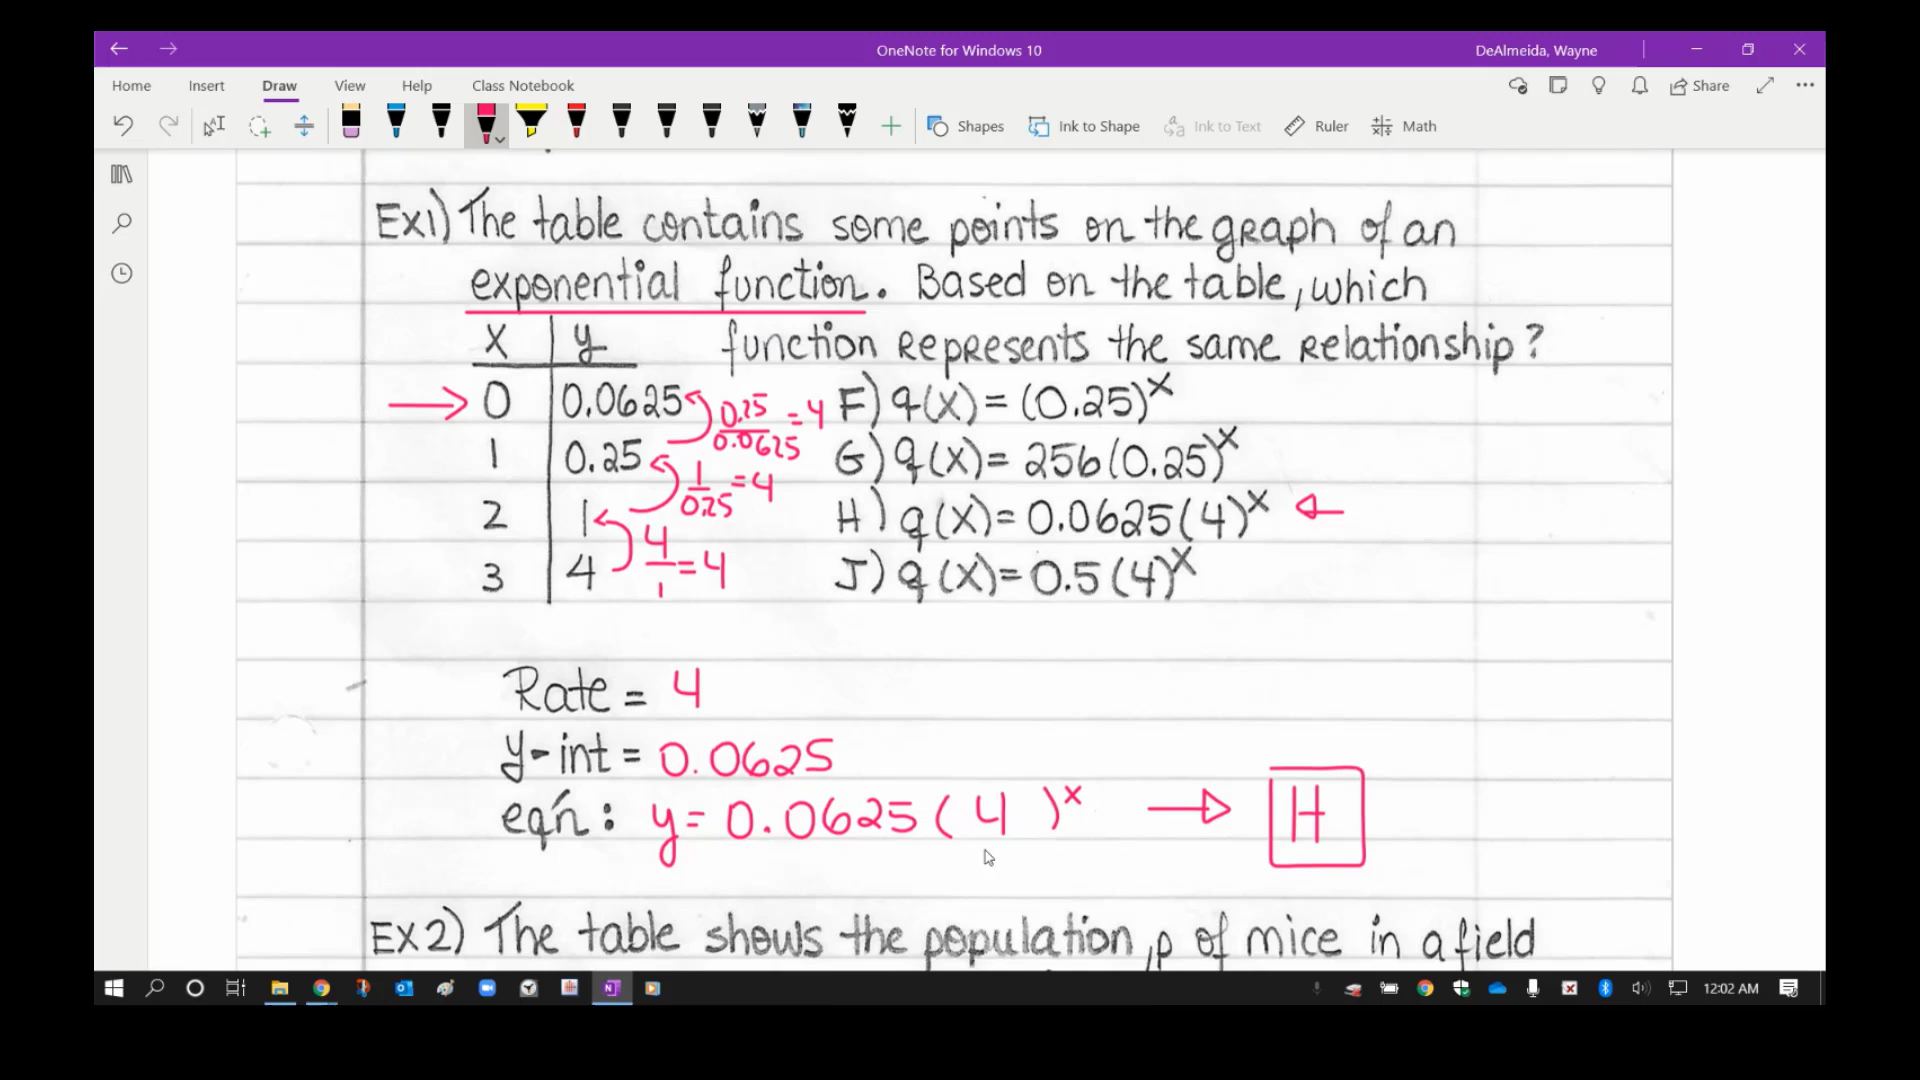 OneNote for Windows 10
DeAlmeida, Wayne
Home Insert Draw View Help Class Notebook
Share
Shapes Ink to Shape Ink to Text Ruler Math
Ex1) The table contains some points on the graph of an
exponential function. Based on the table, which
function represents the same relationship?
x y
0 0.0625
1 0.25
2 1
3 4
0.25/0.0625 = 4
1/0.25 = 4
4/1 = 4
F) q(x) = (0.25)^x
G) q(x) = 256(0.25)^x
H) q(x) = 0.0625(4)^x
J) q(x) = 0.5(4)^x
Rate = 4
y-int = 0.0625
eq'n: y = 0.0625( 4 )^x → H
Ex2) The table shows the population, p of mice in a field
12:02 AM